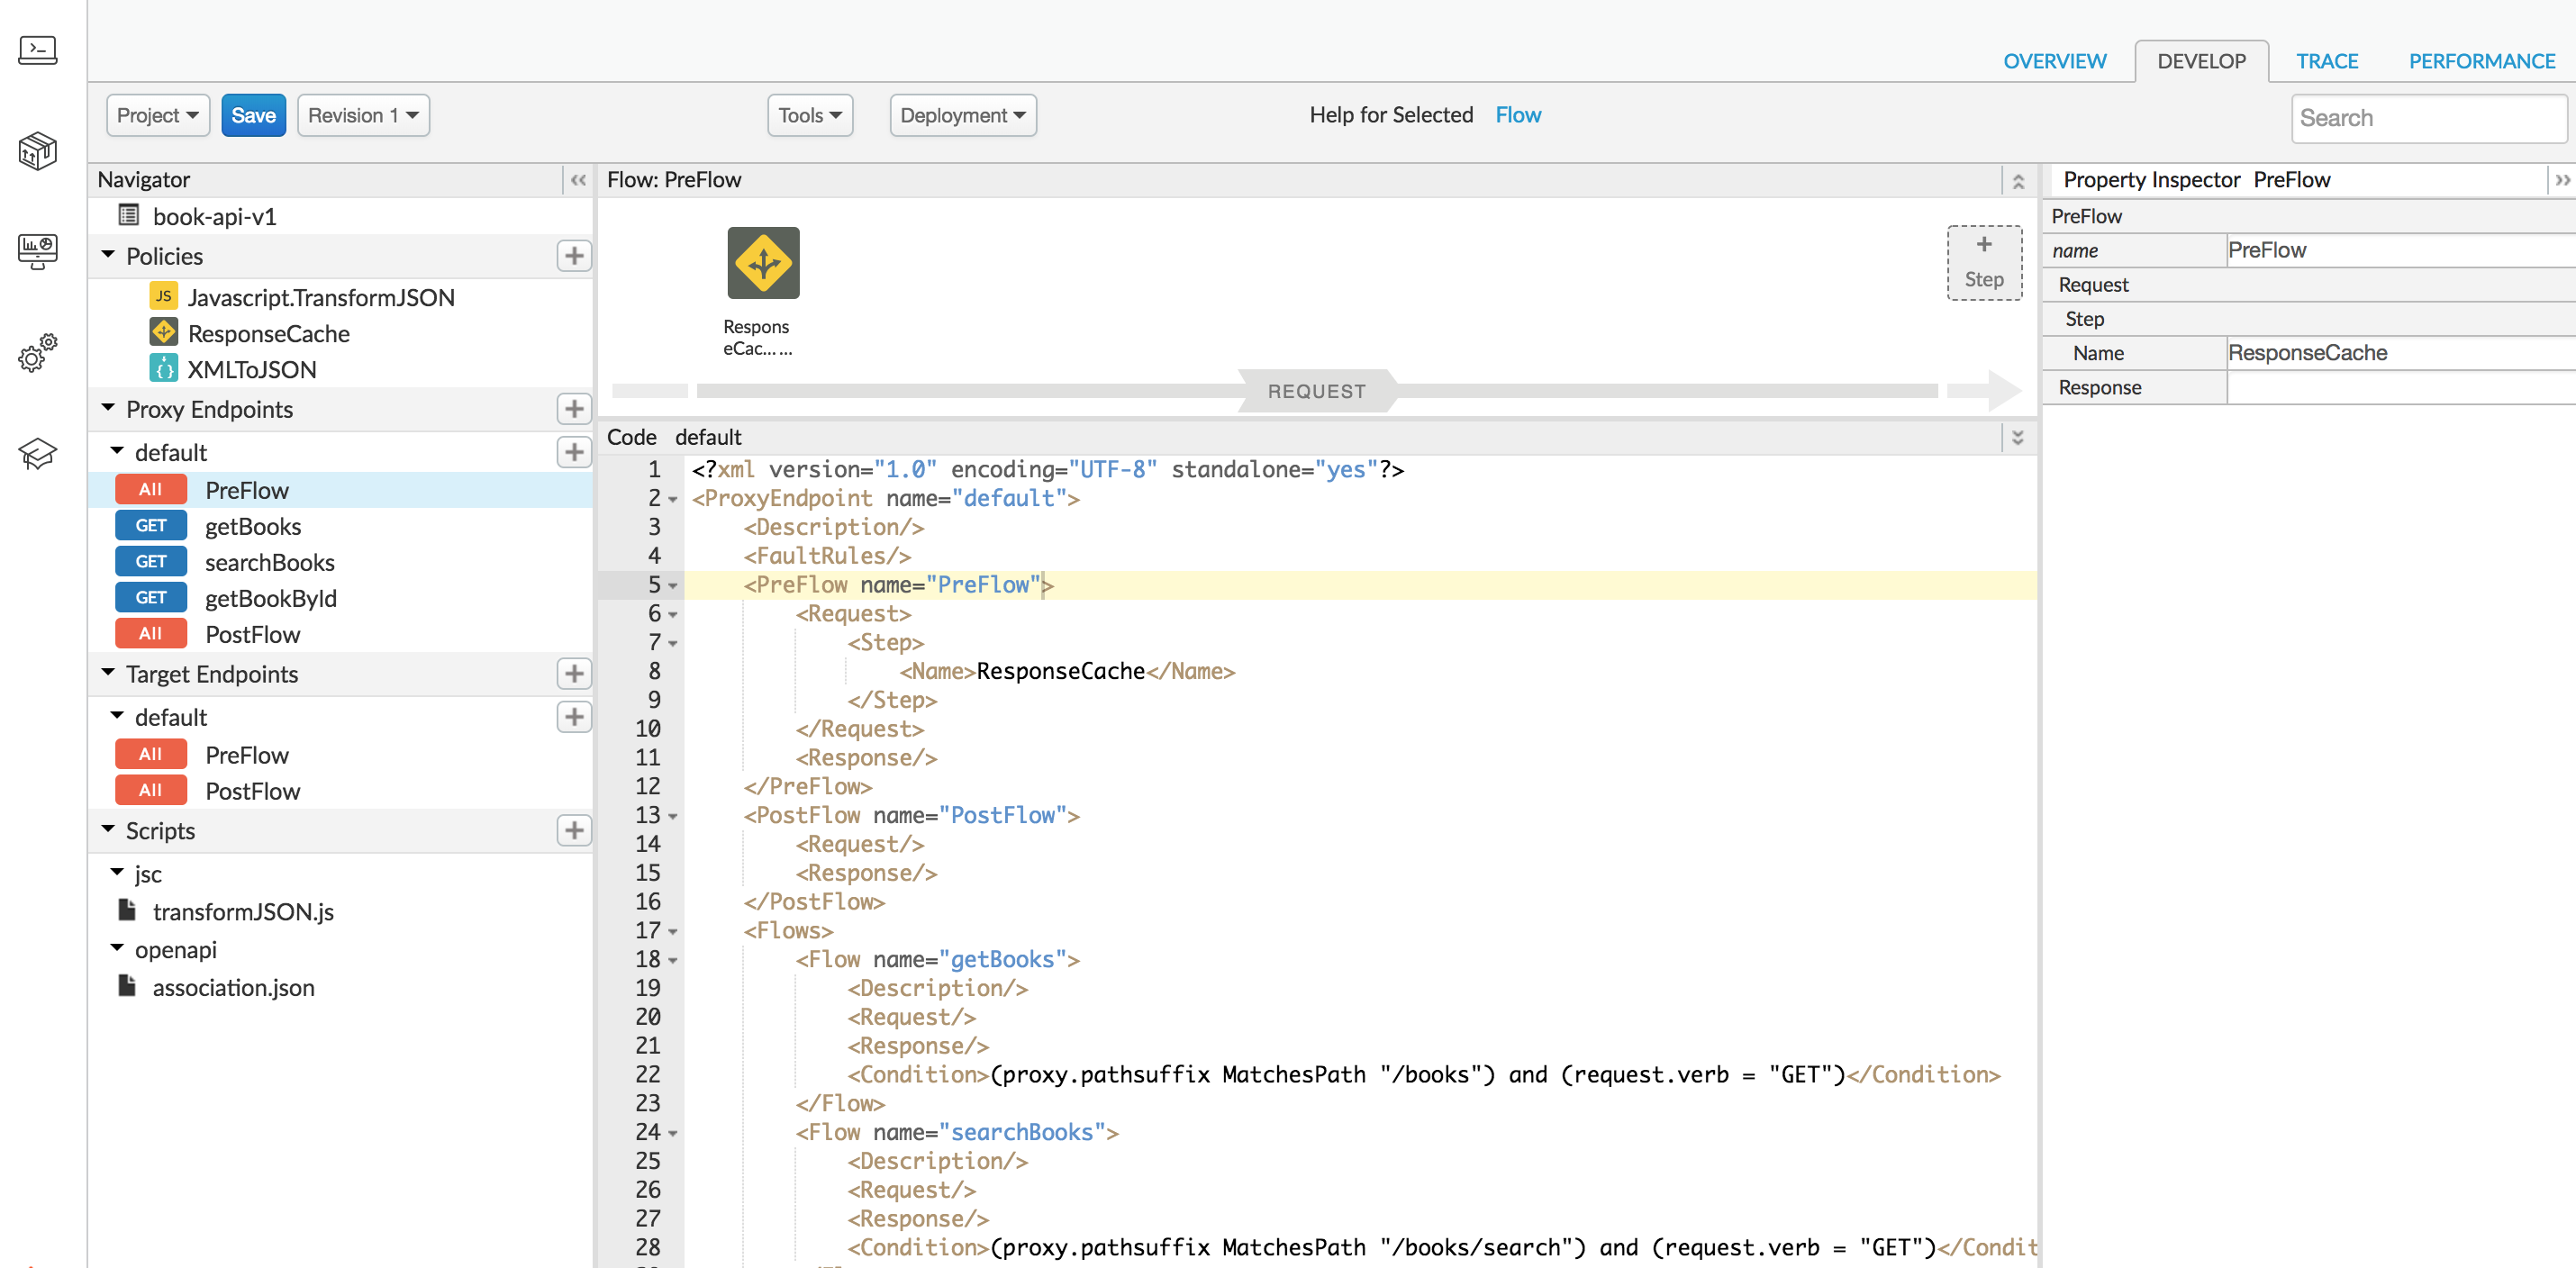 OVERVIEW DEVELOP TRACE PERFORMANCE
Project Save Revision 1 Tools Deployment Help for Selected Flow Search
Navigator
book-api-v1
Policies
JS Javascript.TransformJSON
ResponseCache
XMLToJSON
Proxy Endpoints
default
All PreFlow
GET getBooks
GET searchBooks
GET getBookById
All PostFlow
Target Endpoints
default
All PreFlow
All PostFlow
Scripts
jsc
transformJSON.js
openapi
association.json
Flow: PreFlow
Respons
eCac... ...
+
Step
REQUEST
Code default
1 <?xml version="1.0" encoding="UTF-8" standalone="yes"?>
2 <ProxyEndpoint name="default">
3 <Description/>
4 <FaultRules/>
5 <PreFlow name="PreFlow">
6 <Request>
7 <Step>
8 <Name>ResponseCache</Name>
9 </Step>
10 </Request>
11 <Response/>
12 </PreFlow>
13 <PostFlow name="PostFlow">
14 <Request/>
15 <Response/>
16 </PostFlow>
17 <Flows>
18 <Flow name="getBooks">
19 <Description/>
20 <Request/>
21 <Response/>
22 <Condition>(proxy.pathsuffix MatchesPath "/books") and (request.verb = "GET")</Condition>
23 </Flow>
24 <Flow name="searchBooks">
25 <Description/>
26 <Request/>
27 <Response/>
28 <Condition>(proxy.pathsuffix MatchesPath "/books/search") and (request.verb = "GET")</Condit
Property Inspector PreFlow
PreFlow
name PreFlow
Request
Step
Name ResponseCache
Response